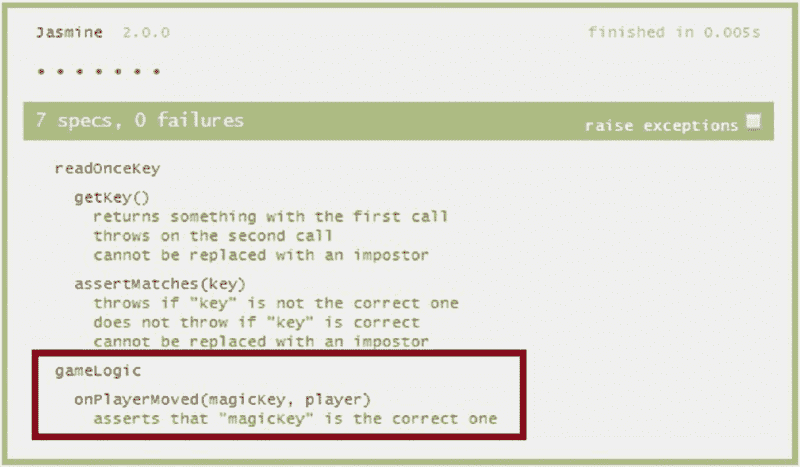 Jasmine 2.0.0 finished in 0.005s
7 specs, 0 failures raise exceptions
readOnceKey
getKey()
returns something with the first call
throws on the second call
cannot be replaced with an impostor
assertMatches(key)
throws if "key" is not the correct one
does not throw if "key" is correct
cannot be replaced with an impostor
gameLogic
onPlayerMoved(magicKey, player)
asserts that "magicKey" is the correct one